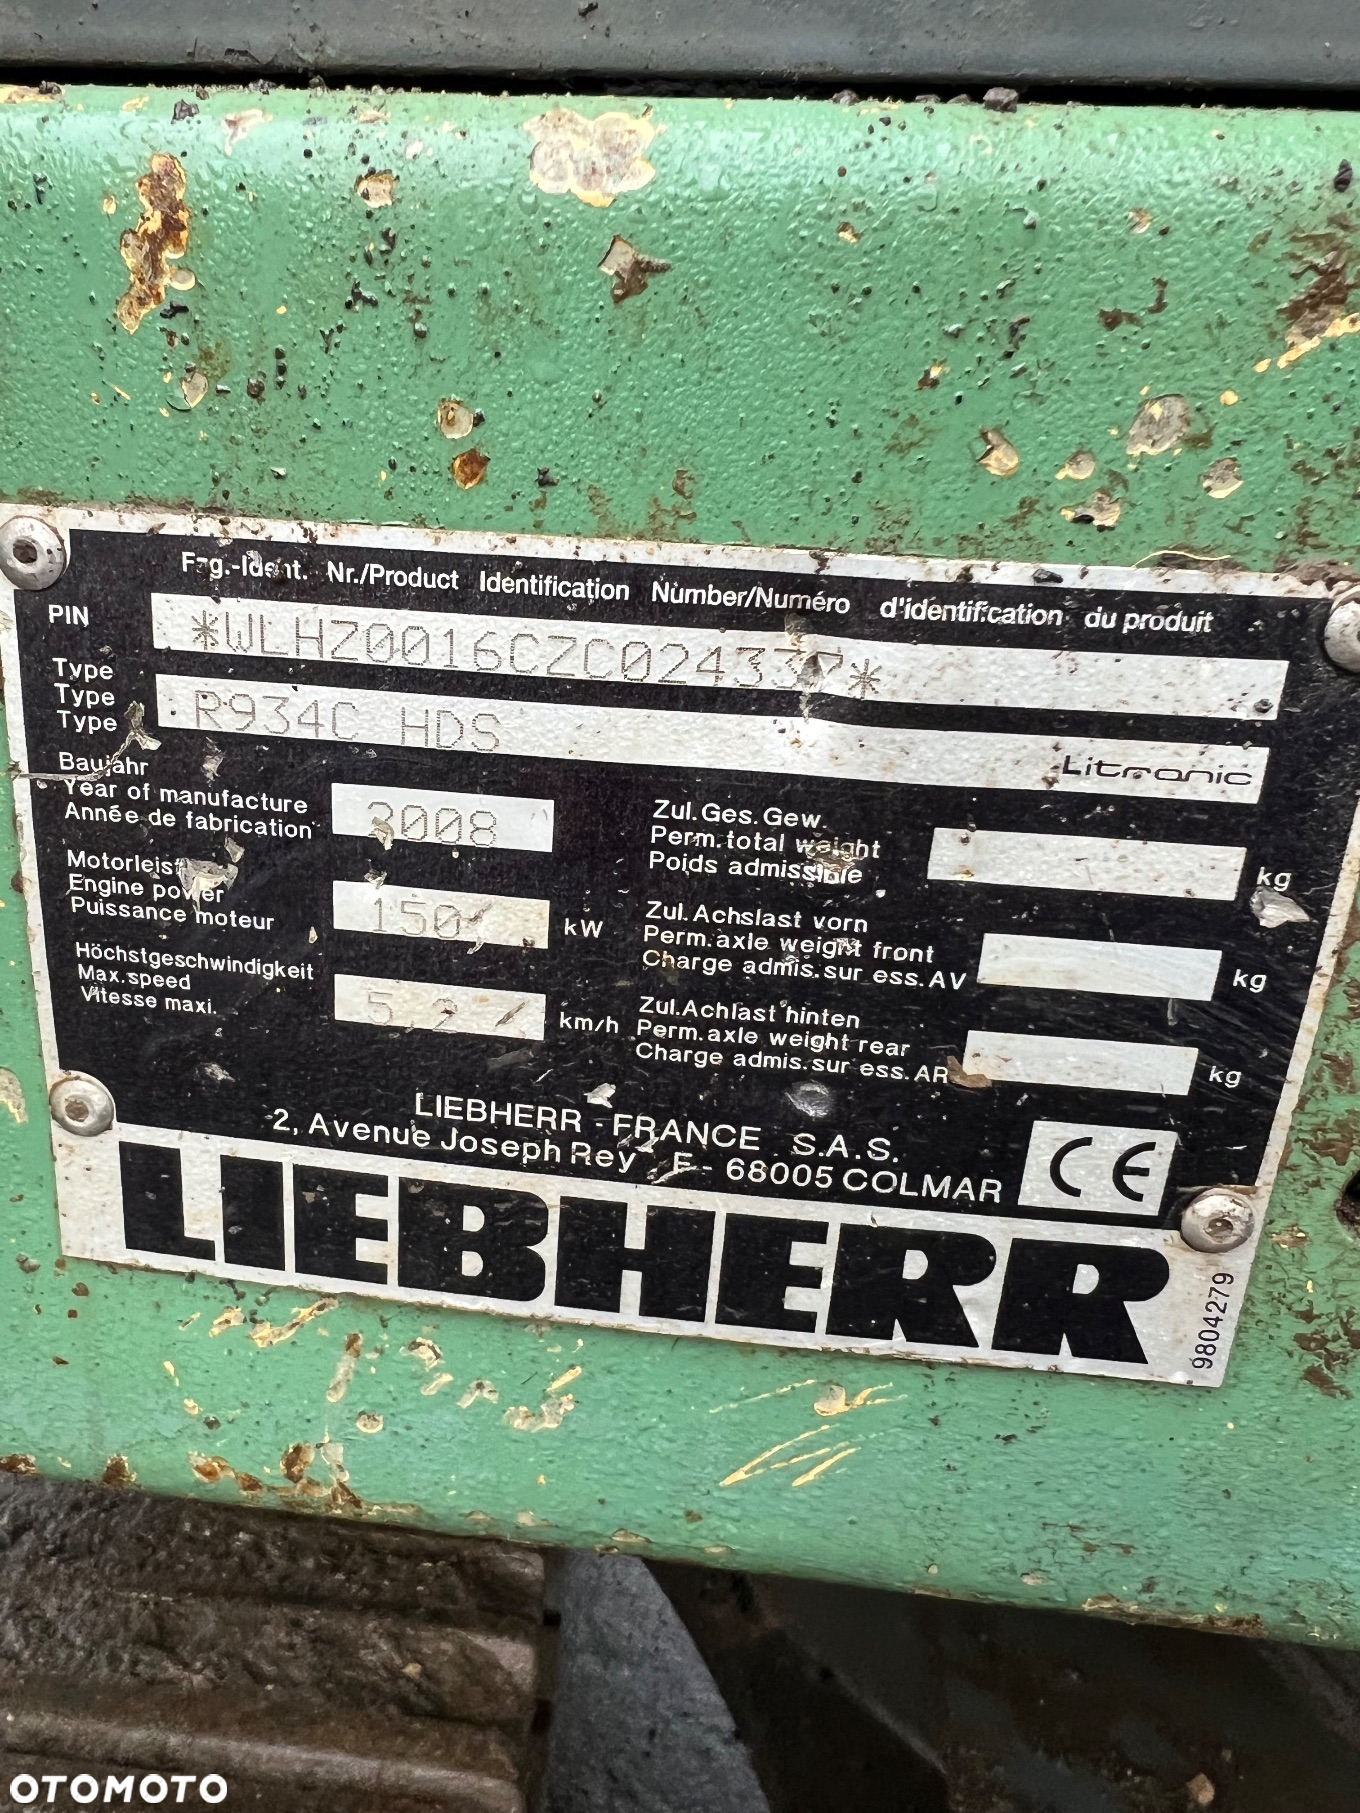 Fzg.-Ident. Nr./Product Identification Number/Numéro d'identification du produit
PIN *WLHZ0016CZC024337*
Type
Type R934C HDS
Type
Litronic
Baujahr
Year of manufacture 2008
Année de fabrication
Motorleist.
Engine power 150 kW
Puissance moteur
Höchstgeschwindigkeit
Max.speed 5,2 km/h
Vitesse maxi.
Zul.Ges.Gew.
Perm.total weight kg
Poids admissible
Zul.Achslast vorn
Perm.axle weight front kg
Charge admis.sur ess.AV
Zul.Achlast hinten
Perm.axle weight rear kg
Charge admis.sur ess.AR
LIEBHERR - FRANCE S.A.S.
2, Avenue Joseph Rey, F - 68005 COLMAR
CE
LIEBHERR
9804279
OTOMOTO